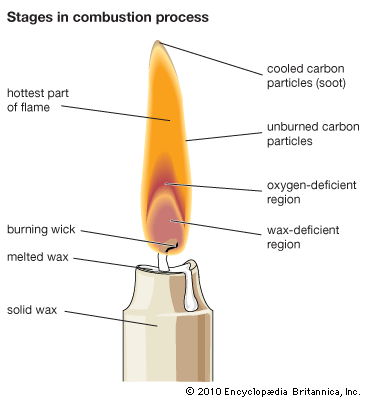 Stages in combustion process
cooled carbon
particles (soot)
hottest part
of flame
unburned carbon
particles
oxygen-deficient
region
burning wick
wax-deficient
region
melted wax
solid wax
© 2010 Encyclopædia Britannica, Inc.